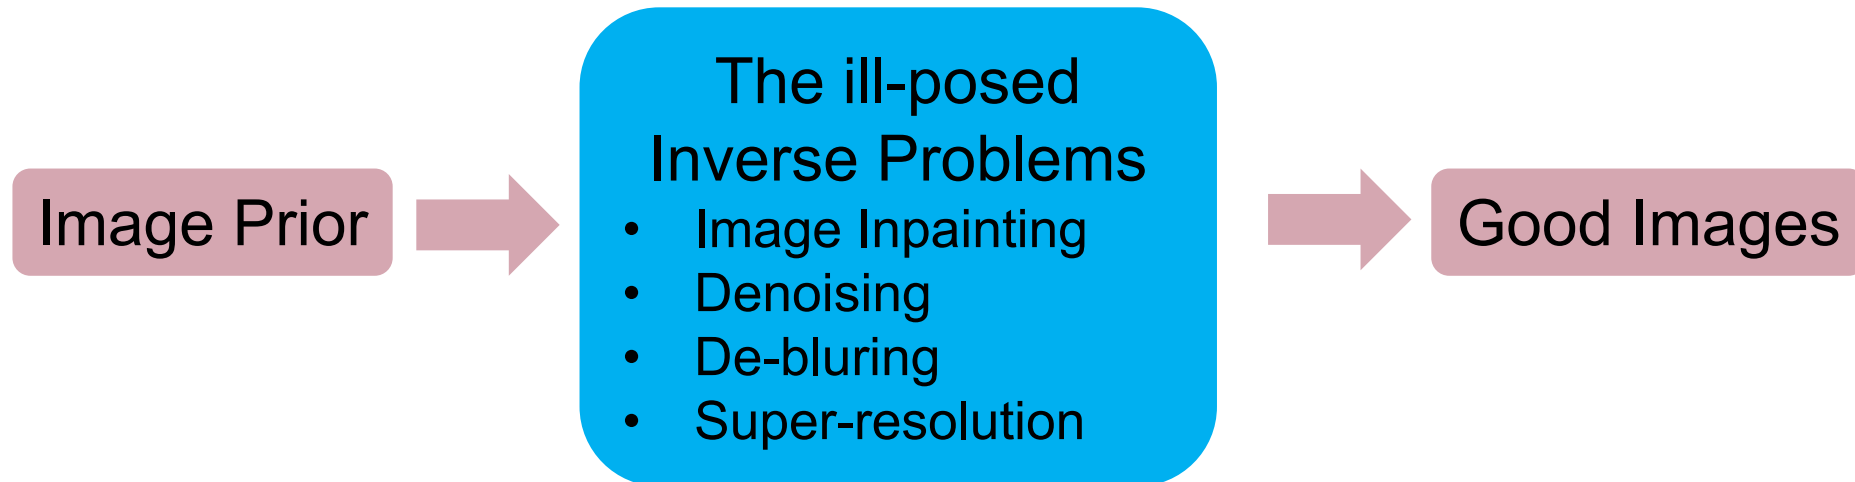 Image Prior
The ill-posed
Inverse Problems
• Image Inpainting
• Denoising
• De-bluring
• Super-resolution
Good Images